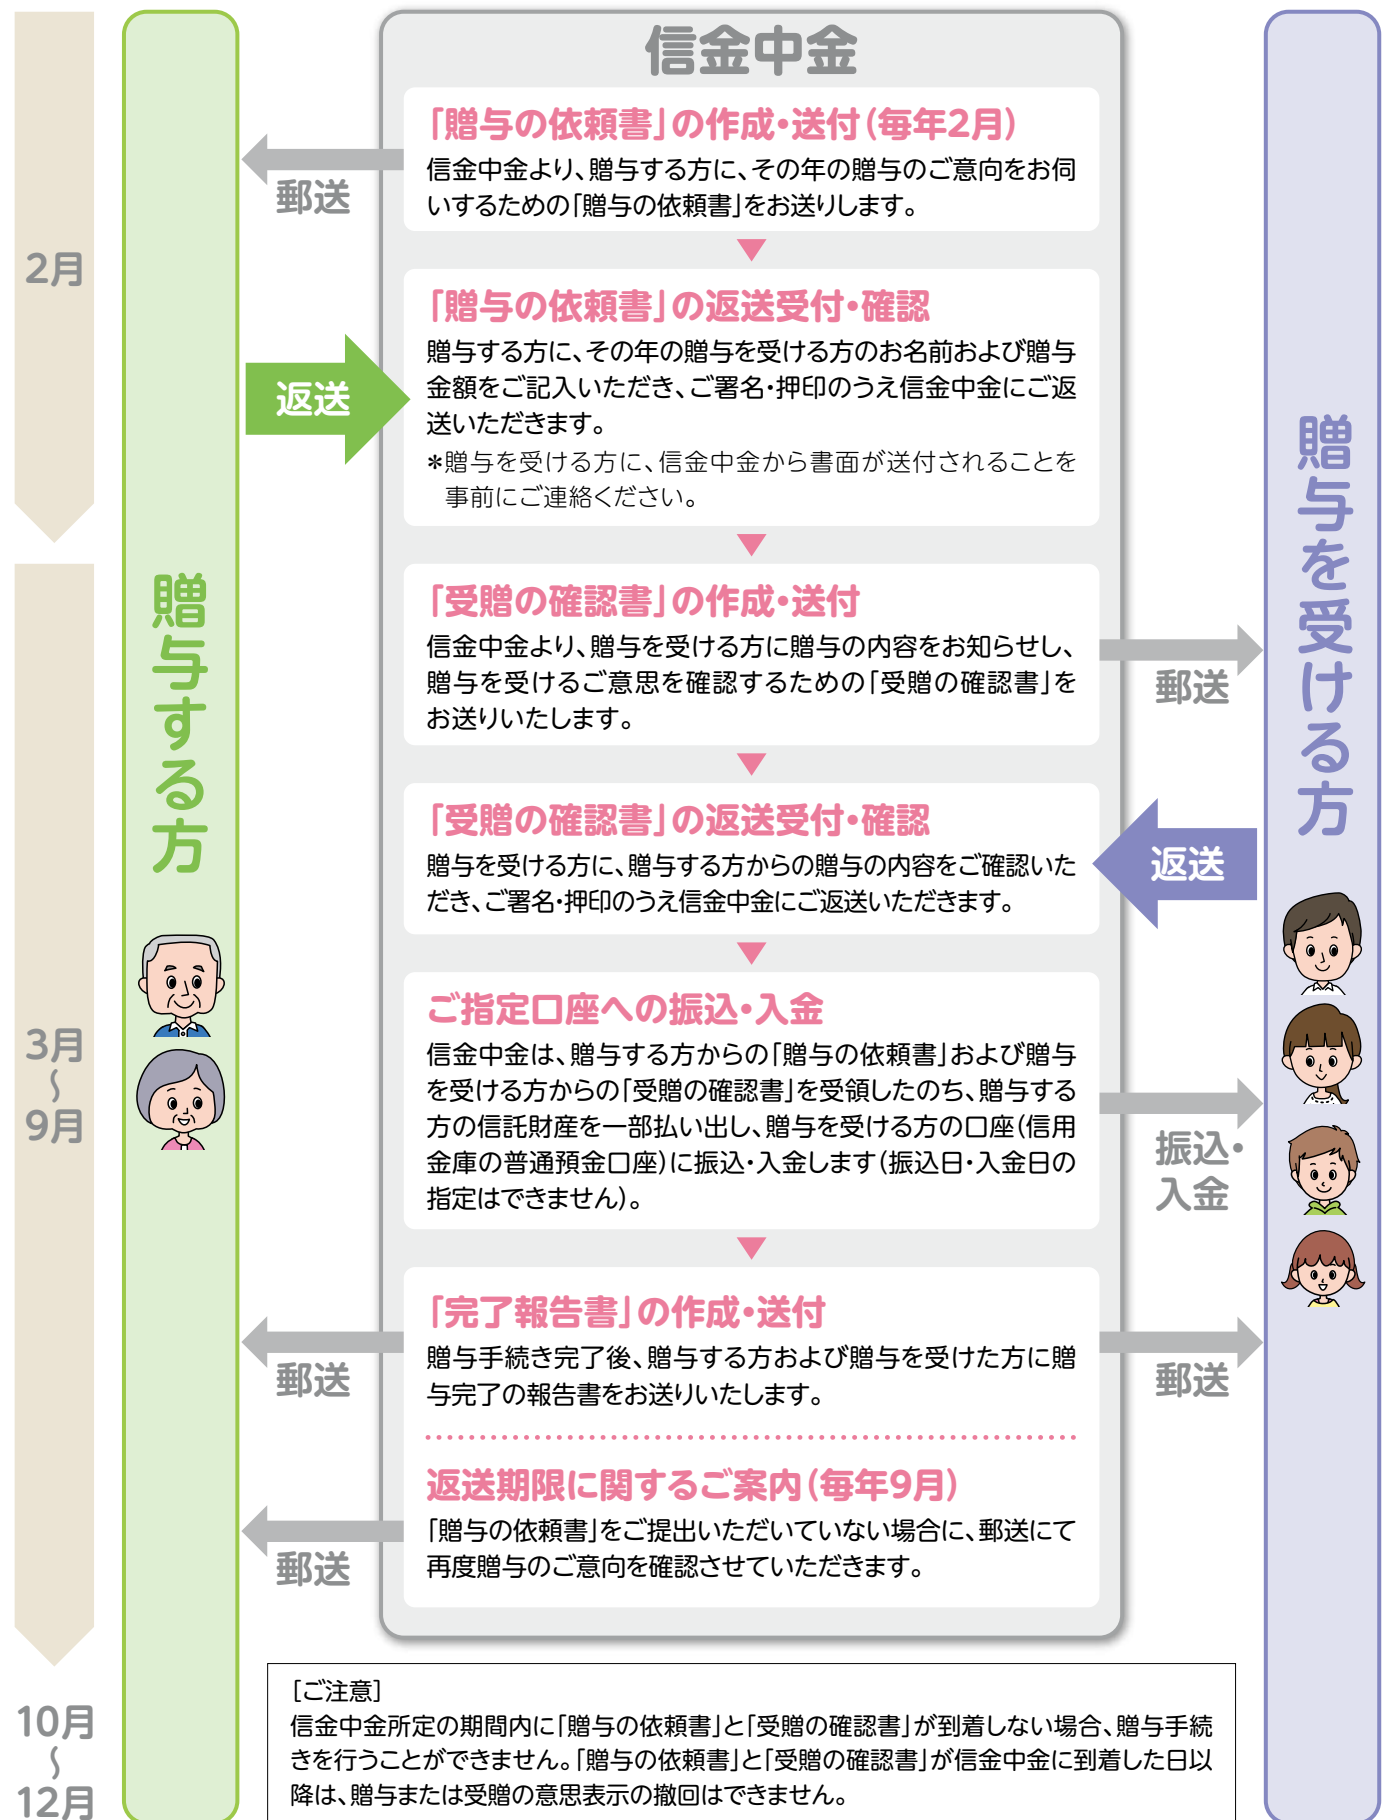 信金中金
「贈与の依頼書」の作成・送付（毎年2月）
信金中金より、贈与する方に、その年の贈与のご意向をお伺
いするための「贈与の依頼書」をお送りします。
郵送
2月
「贈与の依頼書」の返送受付・確認
贈与する方に、その年の贈与を受ける方のお名前および贈与
金額をご記入いただき、ご署名・押印のうえ信金中金にご返
送いただきます。
＊贈与を受ける方に、信金中金から書面が送付されることを
事前にご連絡ください。
返送
贈与する方
贈与を受ける方
「受贈の確認書」の作成・送付
信金中金より、贈与を受ける方に贈与の内容をお知らせし、
贈与を受けるご意思を確認するための「受贈の確認書」を
お送りいたします。
郵送
「受贈の確認書」の返送受付・確認
贈与を受ける方に、贈与する方からの贈与の内容をご確認いた
だき、ご署名・押印のうえ信金中金にご返送いただきます。
返送
3月
〜
9月
ご指定口座への振込・入金
信金中金は、贈与する方からの「贈与の依頼書」および贈与
を受ける方からの「受贈の確認書」を受領したのち、贈与する
方の信託財産を一部払い出し、贈与を受ける方の口座（信用
金庫の普通預金口座）に振込・入金します（振込日・入金日の
指定はできません）。
振込・
入金
「完了報告書」の作成・送付
贈与手続き完了後、贈与する方および贈与を受けた方に贈
与完了の報告書をお送りいたします。
郵送
郵送
返送期限に関するご案内（毎年9月）
「贈与の依頼書」をご提出いただいていない場合に、郵送にて
再度贈与のご意向を確認させていただきます。
郵送
10月
〜
12月
［ご注意］
信金中金所定の期間内に「贈与の依頼書」と「受贈の確認書」が到着しない場合、贈与手続
きを行うことができません。「贈与の依頼書」と「受贈の確認書」が信金中金に到着した日以
降は、贈与または受贈の意思表示の撤回はできません。